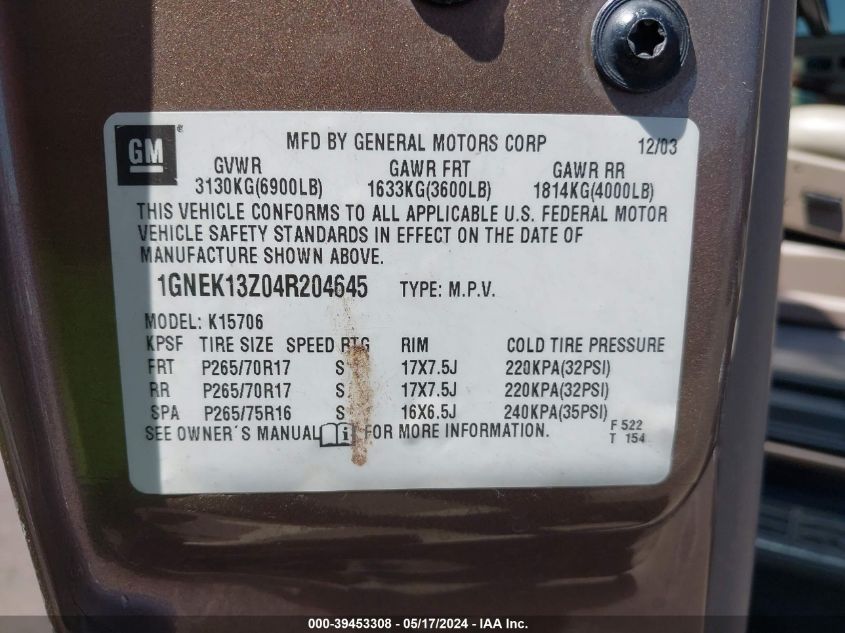 GM ®
MFD BY GENERAL MOTORS CORP 12/03
GVWR GAWR FRT GAWR RR
3130KG(6900LB) 1633KG(3600LB) 1814KG(4000LB)
THIS VEHICLE CONFORMS TO ALL APPLICABLE U.S. FEDERAL MOTOR
VEHICLE SAFETY STANDARDS IN EFFECT ON THE DATE OF
MANUFACTURE SHOWN ABOVE.
1GNEK13Z04R204645 TYPE: M.P.V.
MODEL: K15706
KPSF TIRE SIZE SPEED RTG RIM COLD TIRE PRESSURE
FRT P265/70R17 S 17X7.5J 220KPA(32PSI)
RR P265/70R17 S 17X7.5J 220KPA(32PSI)
SPA P265/75R16 S 16X6.5J 240KPA(35PSI)
SEE OWNER'S MANUAL i FOR MORE INFORMATION.
F 522
T 154
000-39453308 - 05/17/2024 - IAA Inc.